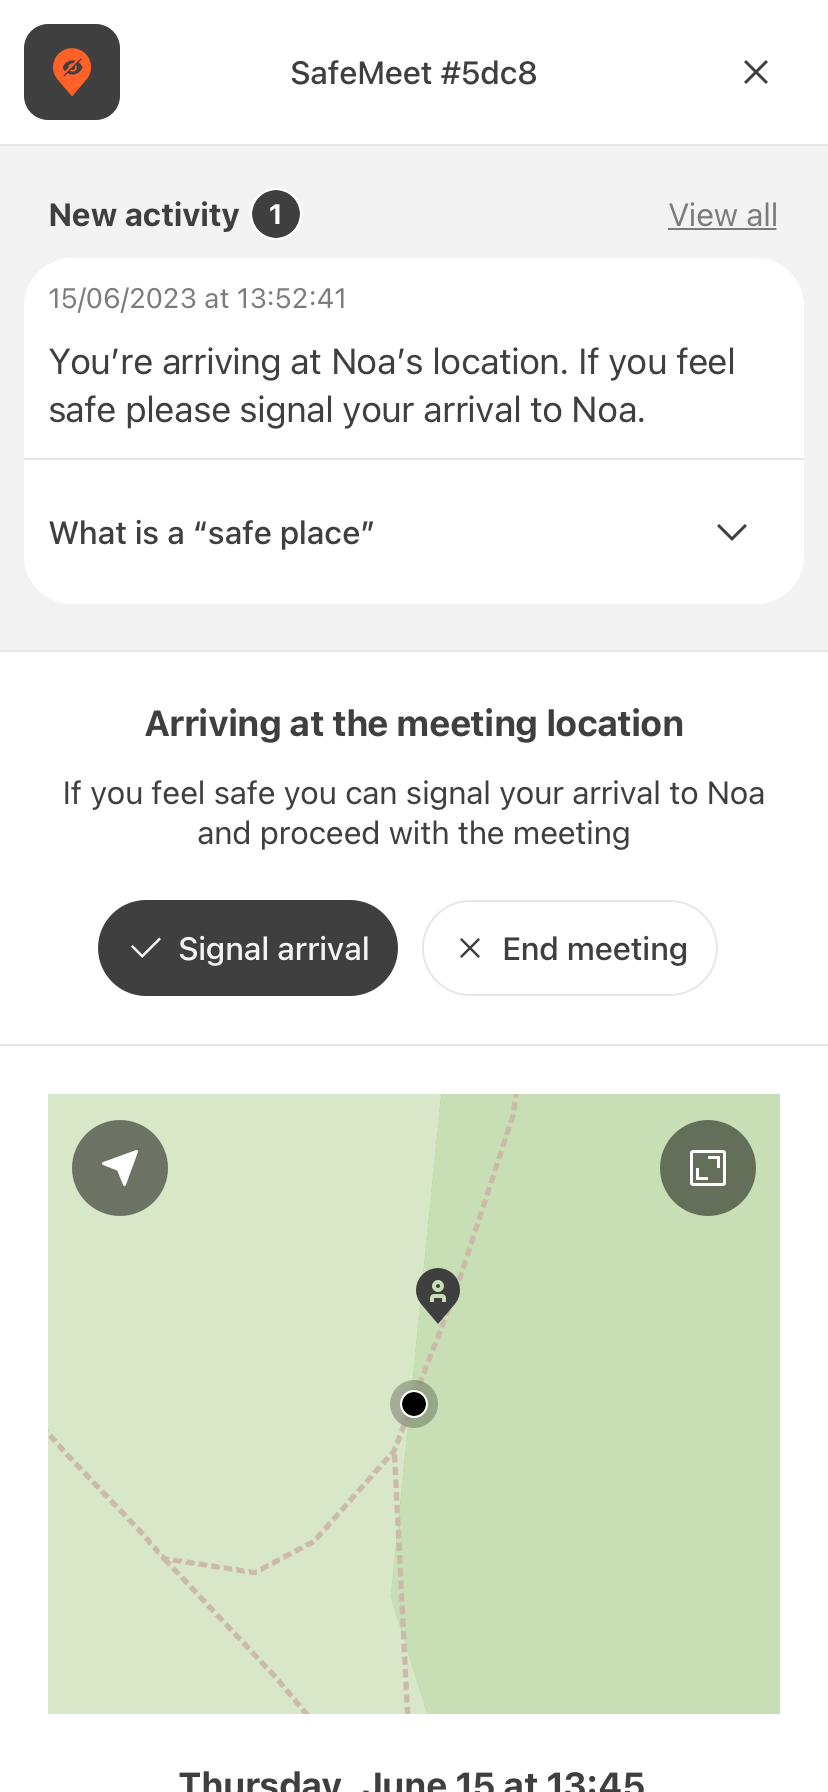 SafeMeet #5dc8
New activity 1
View all
15/06/2023 at 13:52:41
You’re arriving at Noa’s location. If you feel
safe please signal your arrival to Noa.
What is a “safe place”
Arriving at the meeting location
If you feel safe you can signal your arrival to Noa
and proceed with the meeting
Signal arrival
End meeting
Thursday, June 15 at 13:45